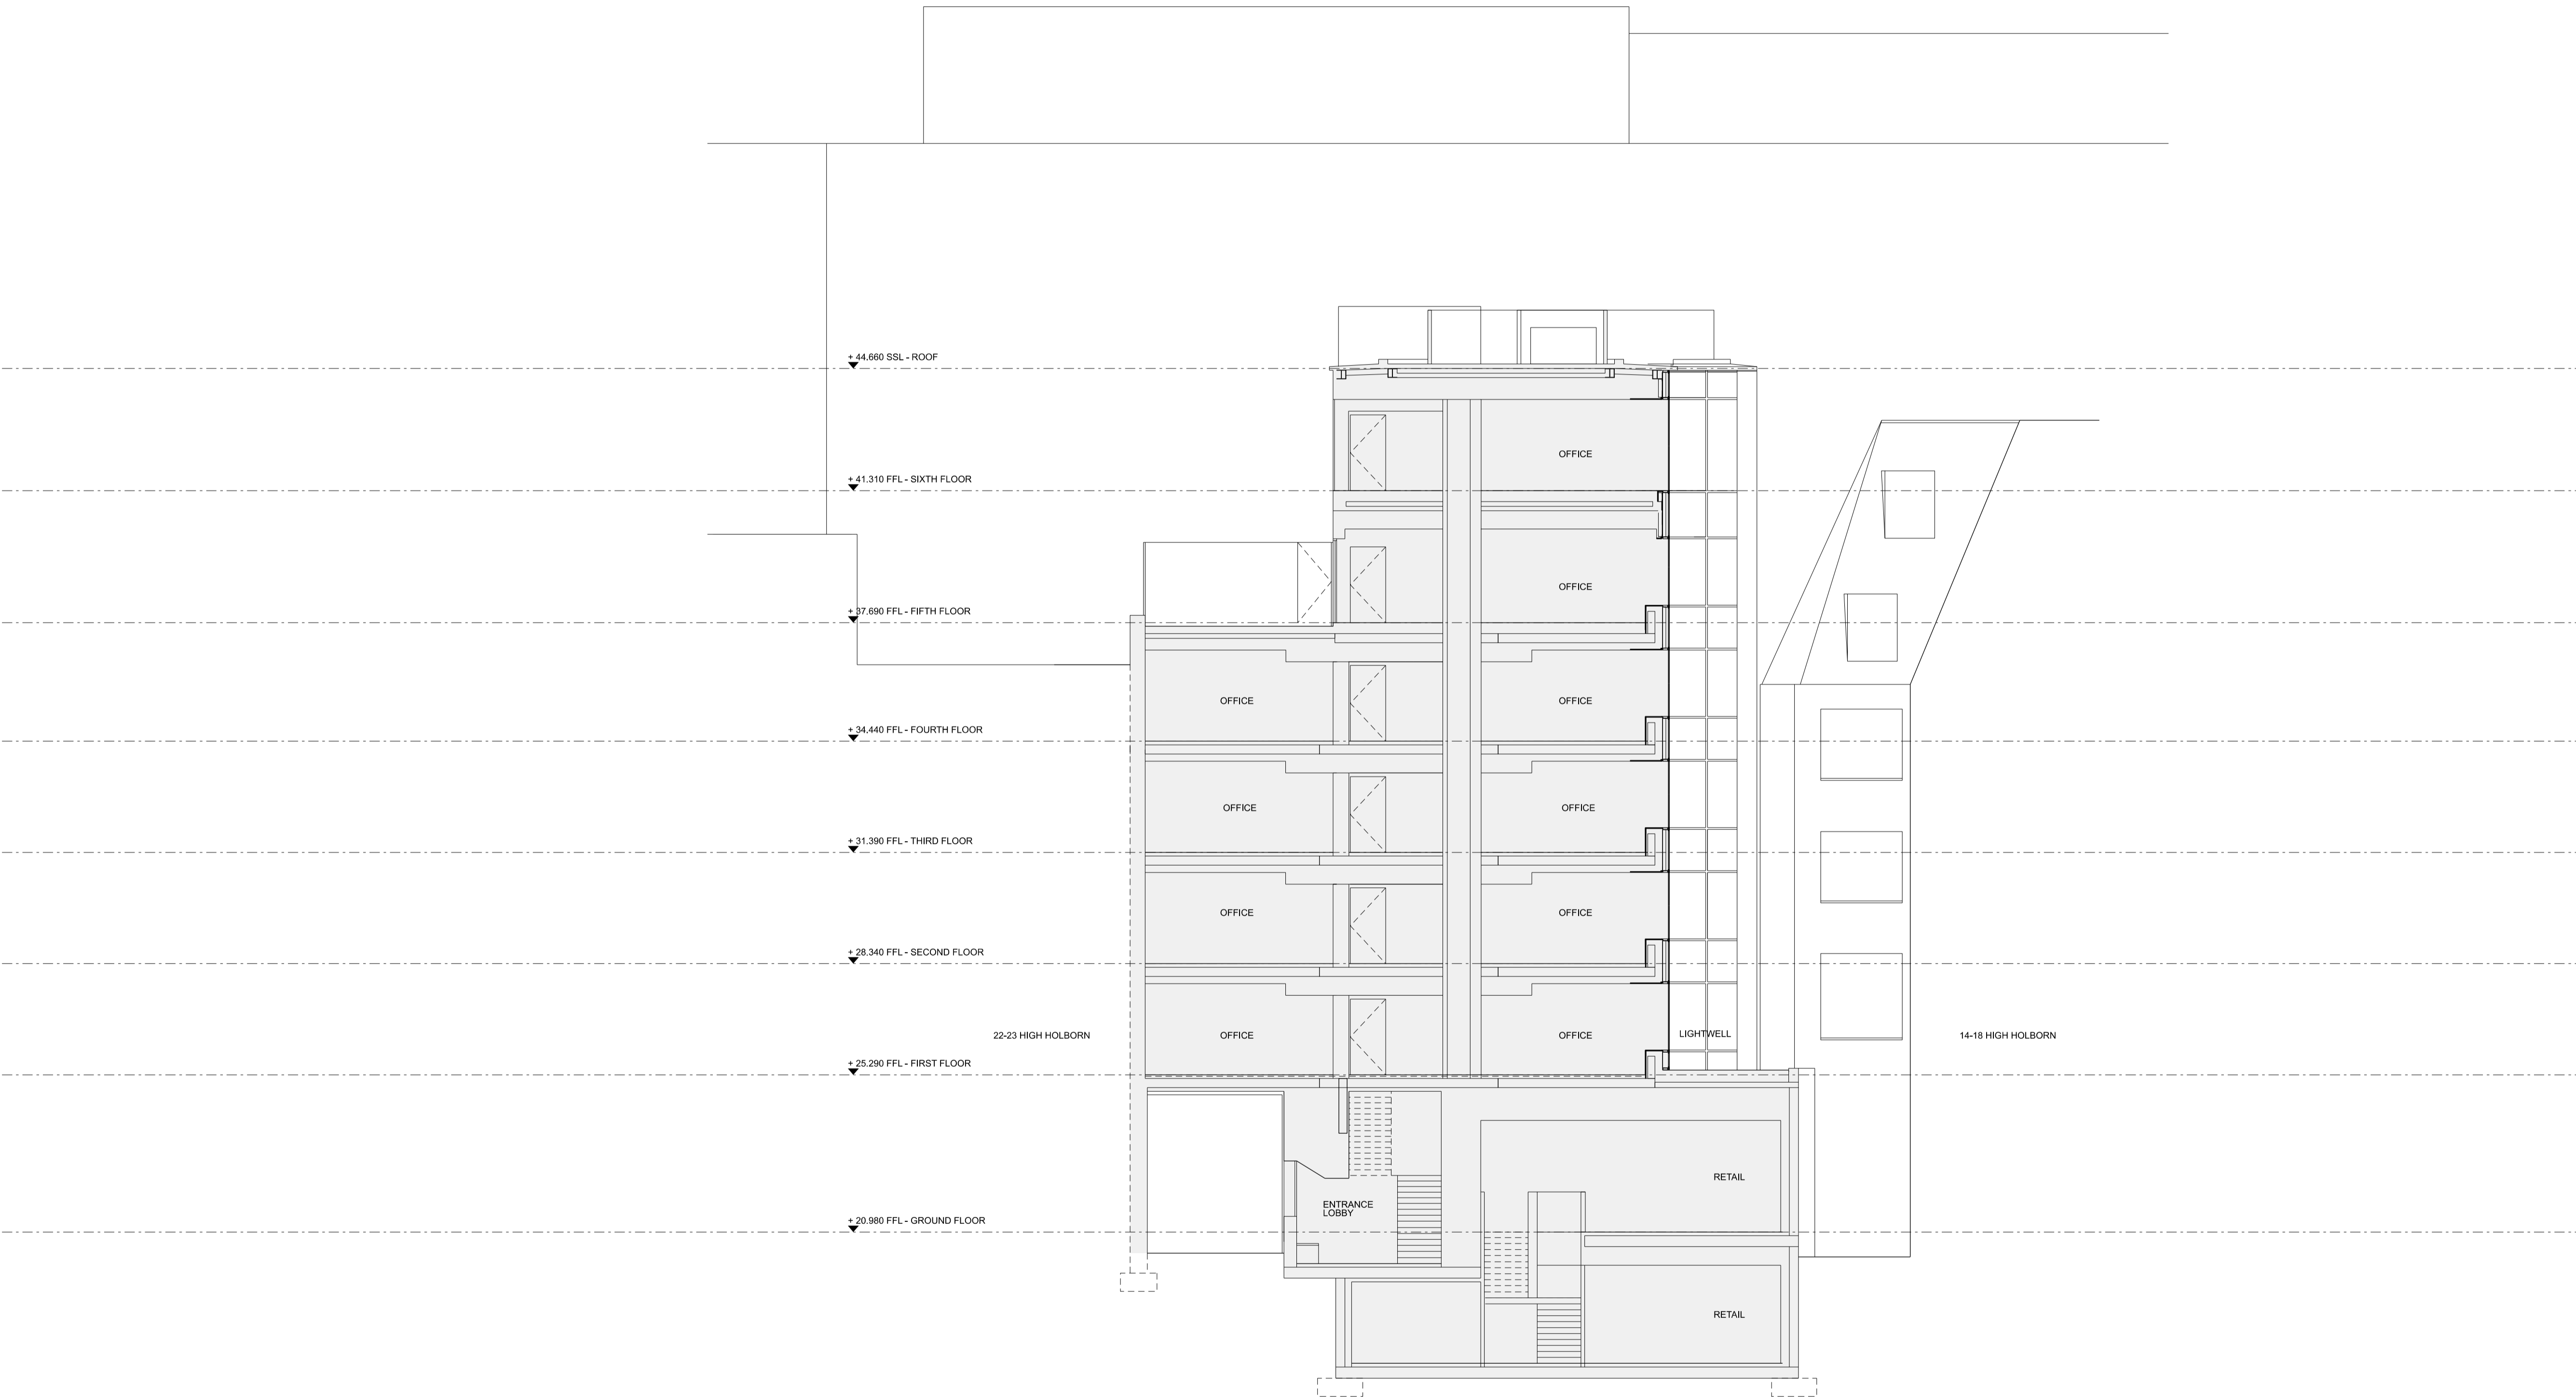 + 44.660 SSL - ROOF
OFFICE
+ 41.310 FFL - SIXTH FLOOR
OFFICE
+ 37.690 FFL - FIFTH FLOOR
OFFICE
OFFICE
+ 34.440 FFL - FOURTH FLOOR
OFFICE
OFFICE
+ 31.390 FFL - THIRD FLOOR
OFFICE
OFFICE
+ 28.340 FFL - SECOND FLOOR
22-23 HIGH HOLBORN
OFFICE
OFFICE
LIGHTWELL
14-18 HIGH HOLBORN
+ 25.290 FFL - FIRST FLOOR
RETAIL
ENTRANCE
LOBBY
+ 20.980 FFL - GROUND FLOOR
RETAIL